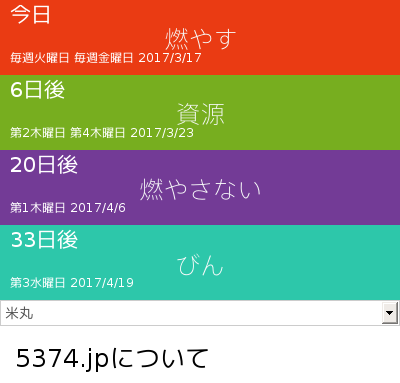 今日
燃やす
毎週火曜日 毎週金曜日 2017/3/17
6日後
資源
第2木曜日 第4木曜日 2017/3/23
20日後
燃やさない
第1木曜日 2017/4/6
33日後
びん
第3水曜日 2017/4/19
米丸
5374.jpについて